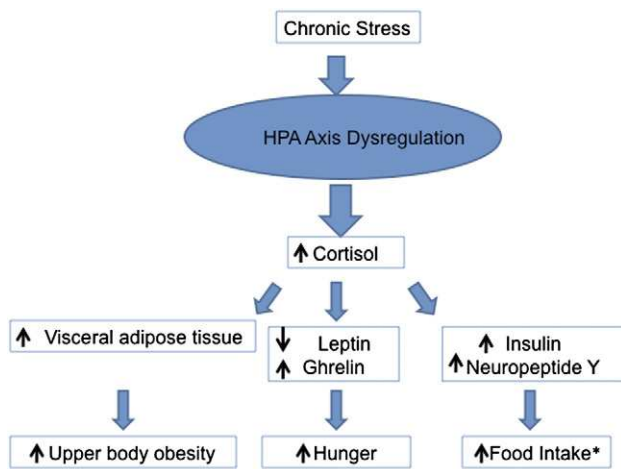 Chronic Stress
HPA Axis Dysregulation
↑ Cortisol
↑ Visceral adipose tissue
↓ Leptin
↑ Ghrelin
↑ Insulin
↑ Neuropeptide Y
↑ Upper body obesity
↑ Hunger
↑ Food Intake*